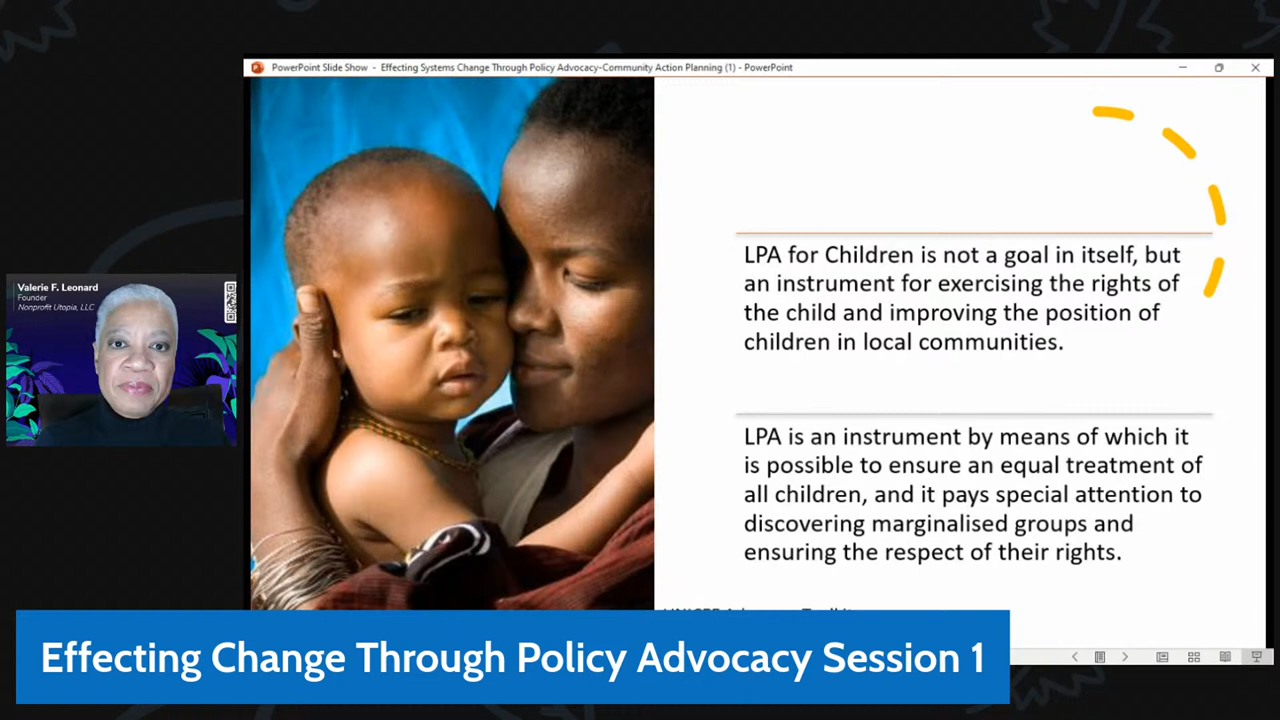 PowerPoint Slide Show - Effecting Systems Change Through Policy Advocacy-Community Action Planning (1) - PowerPoint
Valerie F. Leonard
Founder
Nonprofit Utopia, LLC
LPA for Children is not a goal in itself, but
an instrument for exercising the rights of
the child and improving the position of
children in local communities.
LPA is an instrument by means of which it
is possible to ensure an equal treatment of
all children, and it pays special attention to
discovering marginalised groups and
ensuring the respect of their rights.
Effecting Change Through Policy Advocacy Session 1